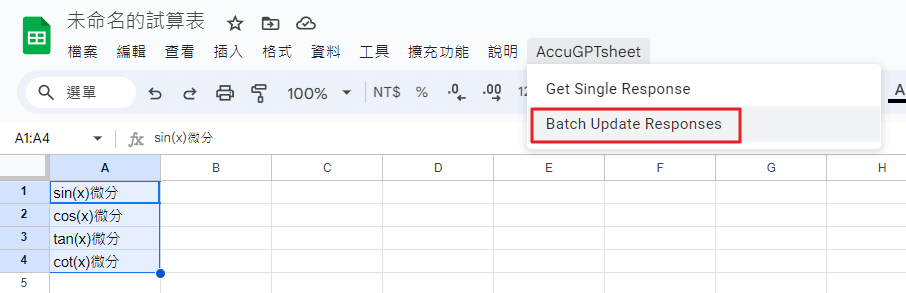 未命名的試算表
檔案 編輯 查看 插入 格式 資料 工具 擴充功能 說明 AccuGPTsheet
Get Single Response
Batch Update Responses
選單 100% NT$ % .0 .00 12
A1:A4 fx sin(x)微分
A B C D E F G H
1 sin(x)微分
2 cos(x)微分
3 tan(x)微分
4 cot(x)微分
5